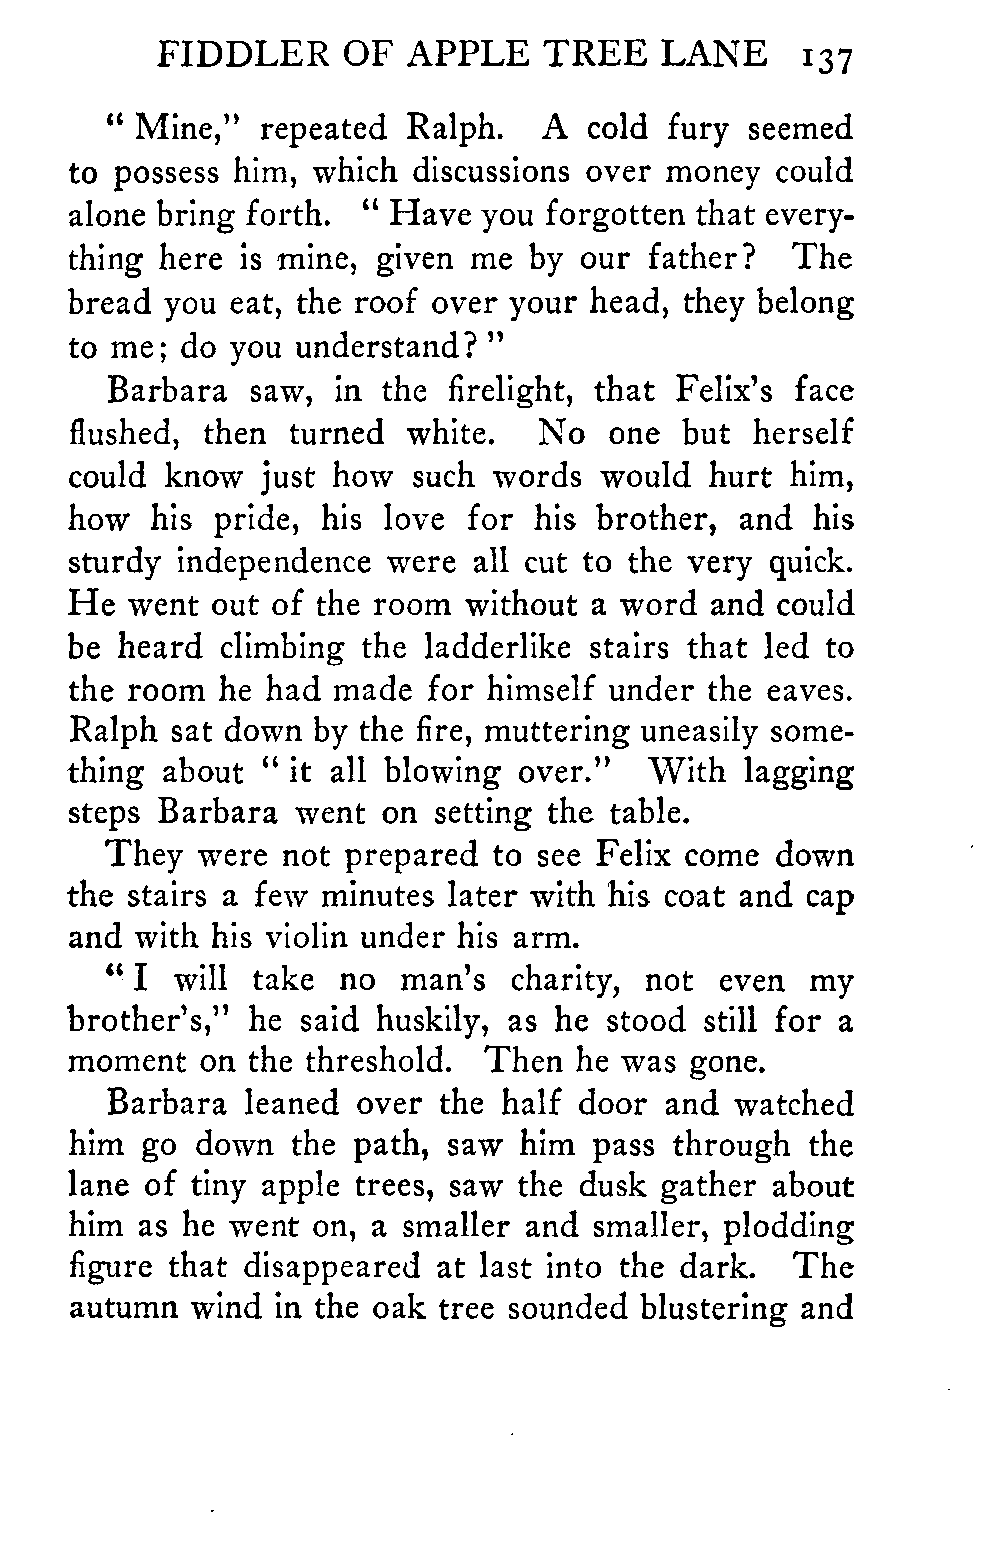 FIDDLER OF APPLE TREE LANE 137
“ Mine,” repeated Ralph. A cold fury seemed
to possess him, which discussions over money could
alone bring forth. “ Have you forgotten that every-
thing here is mine, given me by our father? The
bread you eat, the roof over your head, they belong
to me; do you understand? ”
Barbara saw, in the firelight, that Felix's face
flushed, then turned white. No one but herself
could know just how such words would hurt him,
how his pride, his love for his brother, and his
sturdy independence were all cut to the very quick.
He went out of the room without a word and could
be heard climbing the ladderlike stairs that led to
the room he had made for himself under the eaves.
Ralph sat down by the fire, muttering uneasily some-
thing about “ it all blowing over.” With lagging
steps Barbara went on setting the table.
They were not prepared to see Felix come down
the stairs a few minutes later with his coat and cap
and with his violin under his arm.
“ I will take no man's charity, not even my
brother's,” he said huskily, as he stood still for a
moment on the threshold. Then he was gone.
Barbara leaned over the half door and watched
him go down the path, saw him pass through the
lane of tiny apple trees, saw the dusk gather about
him as he went on, a smaller and smaller, plodding
figure that disappeared at last into the dark. The
autumn wind in the oak tree sounded blustering and